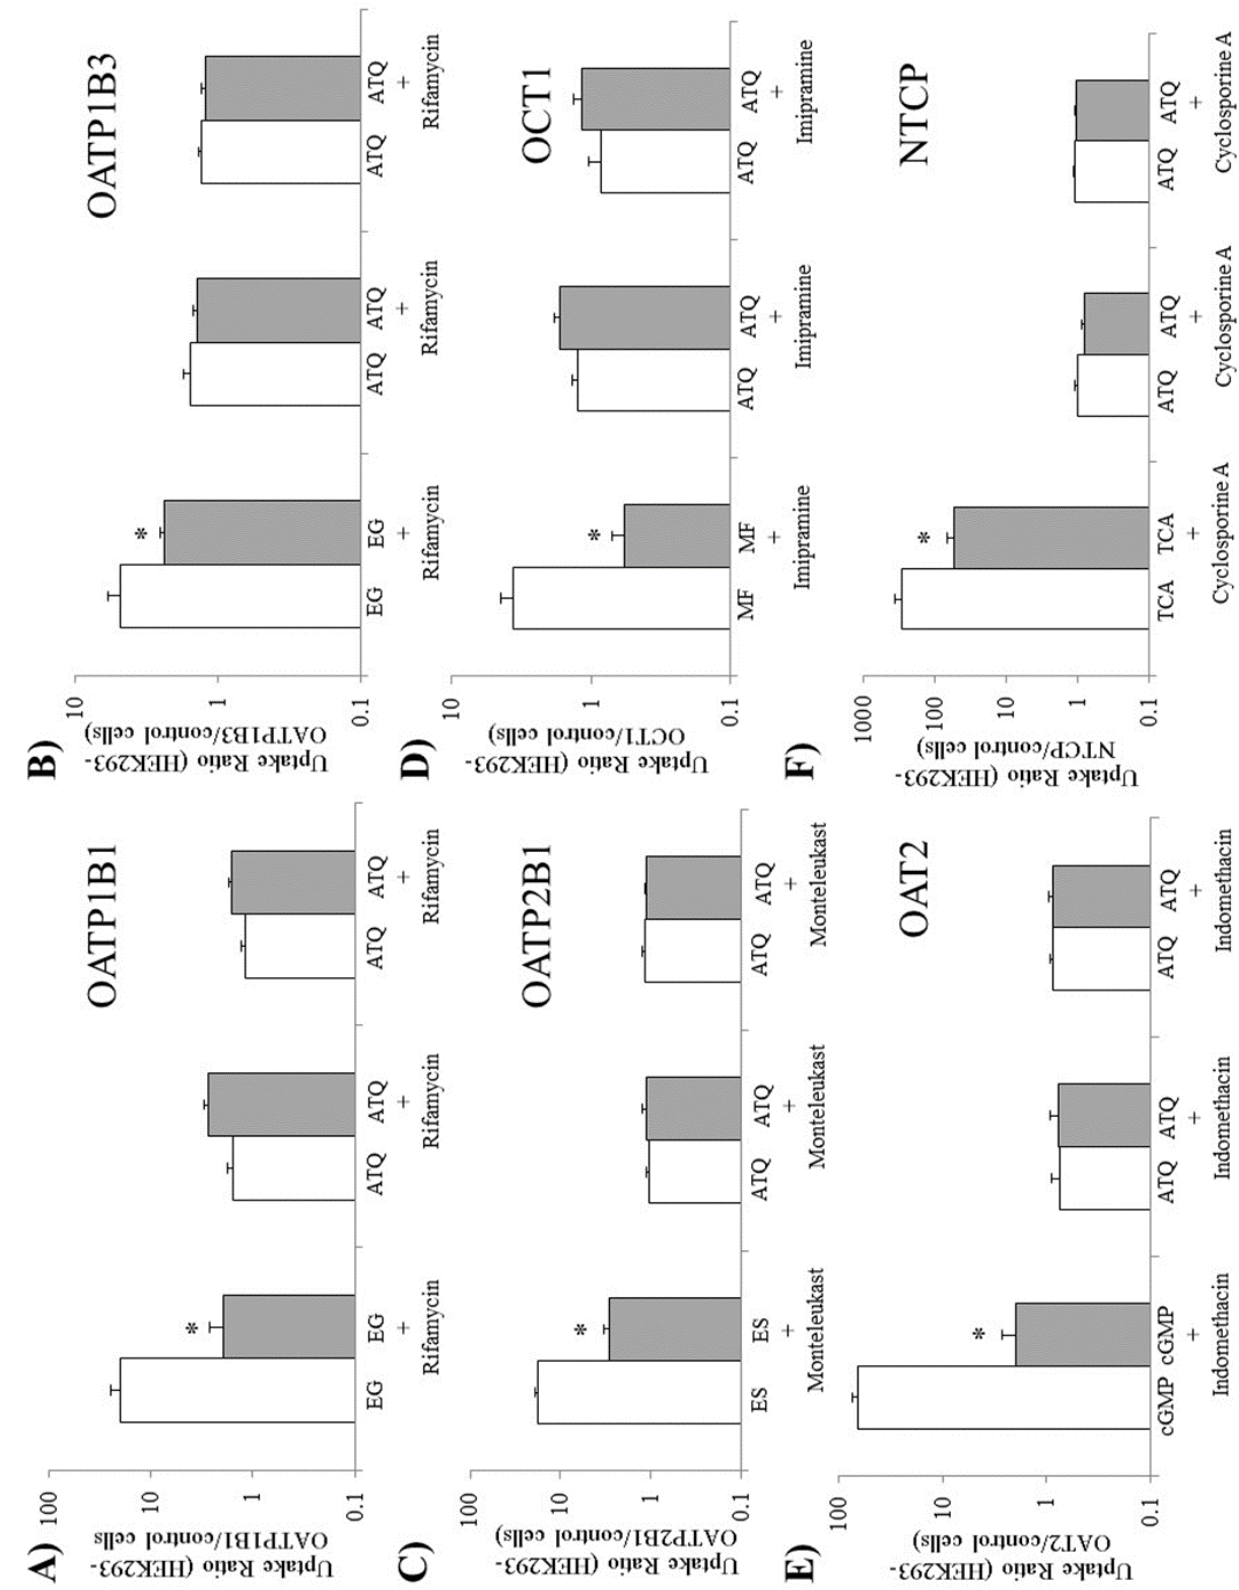 A)
OATP1B1
Uptake Ratio (HEK293-
OATP1B1/control cells
100
10
1
0.1
EG
EG
+
Rifamycin
ATQ
ATQ
+
Rifamycin
ATQ
ATQ
+
Rifamycin
*
B)
OATP1B3
Uptake Ratio (HEK293-
OATP1B3/control cells)
10
1
0.1
EG
EG
+
Rifamycin
ATQ
ATQ
+
Rifamycin
ATQ
ATQ
+
Rifamycin
*
C)
OATP2B1
Uptake Ratio (HEK293-
OATP2B1/control cells)
100
10
1
0.1
ES
ES
+
Monteleukast
ATQ
ATQ
+
Monteleukast
ATQ
ATQ
+
Monteleukast
*
D)
OCT1
Uptake Ratio (HEK293-
OCT1/control cells)
10
1
0.1
MF
MF
+
Imipramine
ATQ
ATQ
+
Imipramine
ATQ
ATQ
+
Imipramine
*
E)
OAT2
Uptake Ratio (HEK293-
OAT2/control cells)
100
10
1
0.1
cGMP
cGMP
+
Indomethacin
ATQ
ATQ
+
Indomethacin
ATQ
ATQ
+
Indomethacin
*
F)
NTCP
Uptake Ratio (HEK293-
NTCP/control cells)
1000
100
10
1
0.1
TCA
TCA
+
Cyclosporine A
ATQ
ATQ
+
Cyclosporine A
ATQ
ATQ
+
Cyclosporine A
*